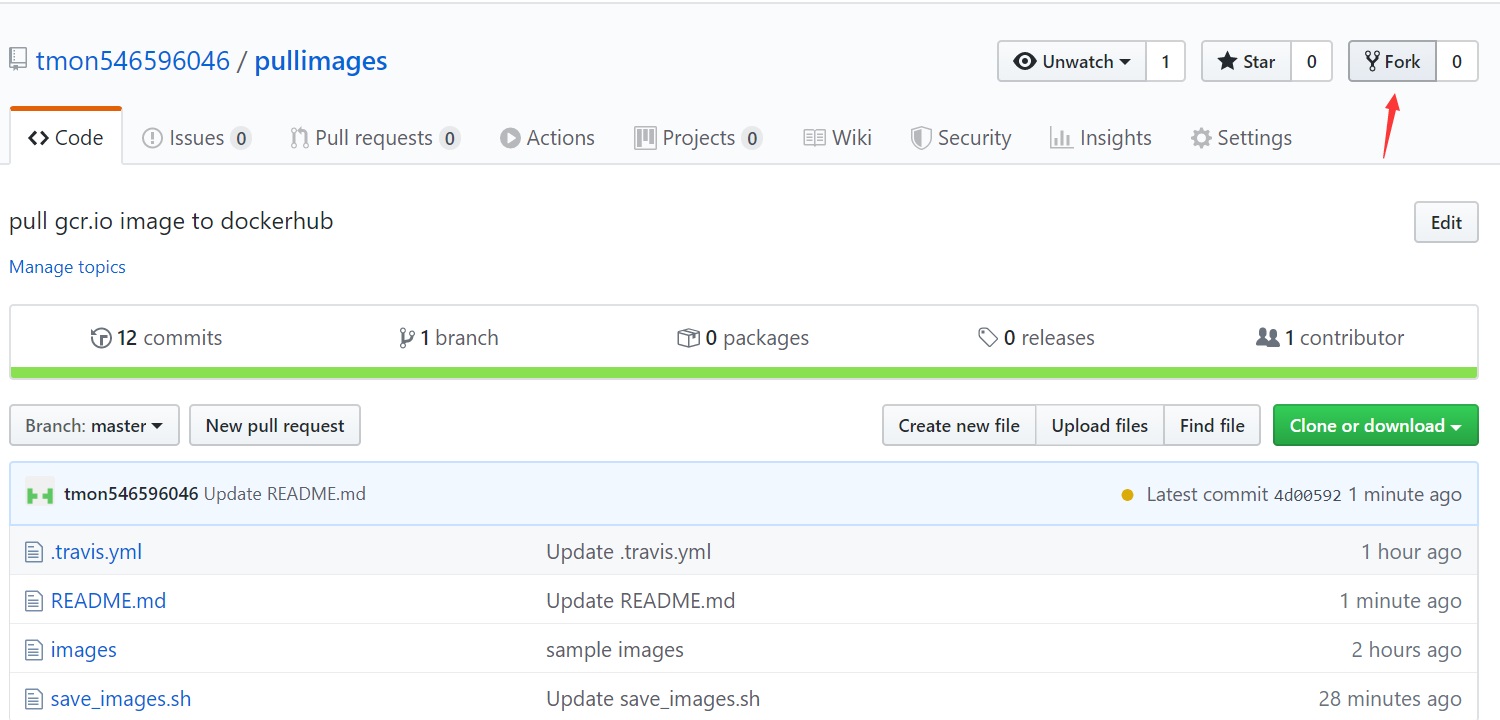 tmon546596046 / pullimages Unwatch 1 Star 0 Fork 0
Code Issues 0 Pull requests 0 Actions Projects 0 Wiki Security Insights Settings
pull gcr.io image to dockerhub Edit
Manage topics
12 commits 1 branch 0 packages 0 releases 1 contributor
Branch: master New pull request Create new file Upload files Find file Clone or download
tmon546596046 Update README.md Latest commit 4d00592 1 minute ago
.travis.yml Update .travis.yml 1 hour ago
README.md Update README.md 1 minute ago
images sample images 2 hours ago
save_images.sh Update save_images.sh 28 minutes ago